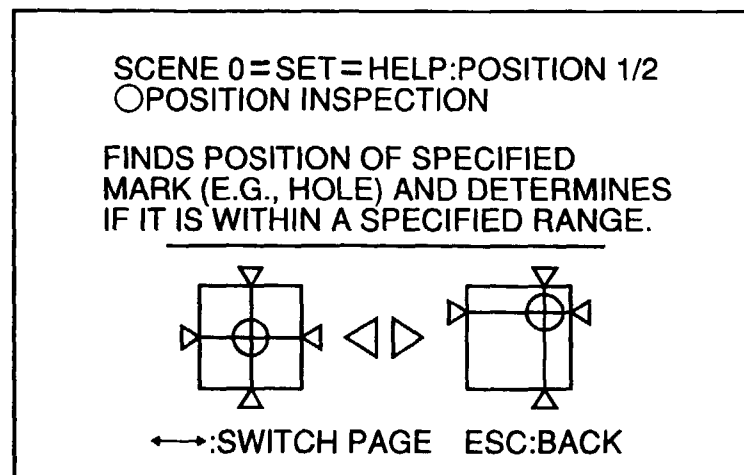 SCENE 0=SET=HELP:POSITION 1/2
○POSITION INSPECTION
FINDS POSITION OF SPECIFIED
MARK (E.G., HOLE) AND DETERMINES
IF IT IS WITHIN A SPECIFIED RANGE.
←→:SWITCH PAGE ESC:BACK